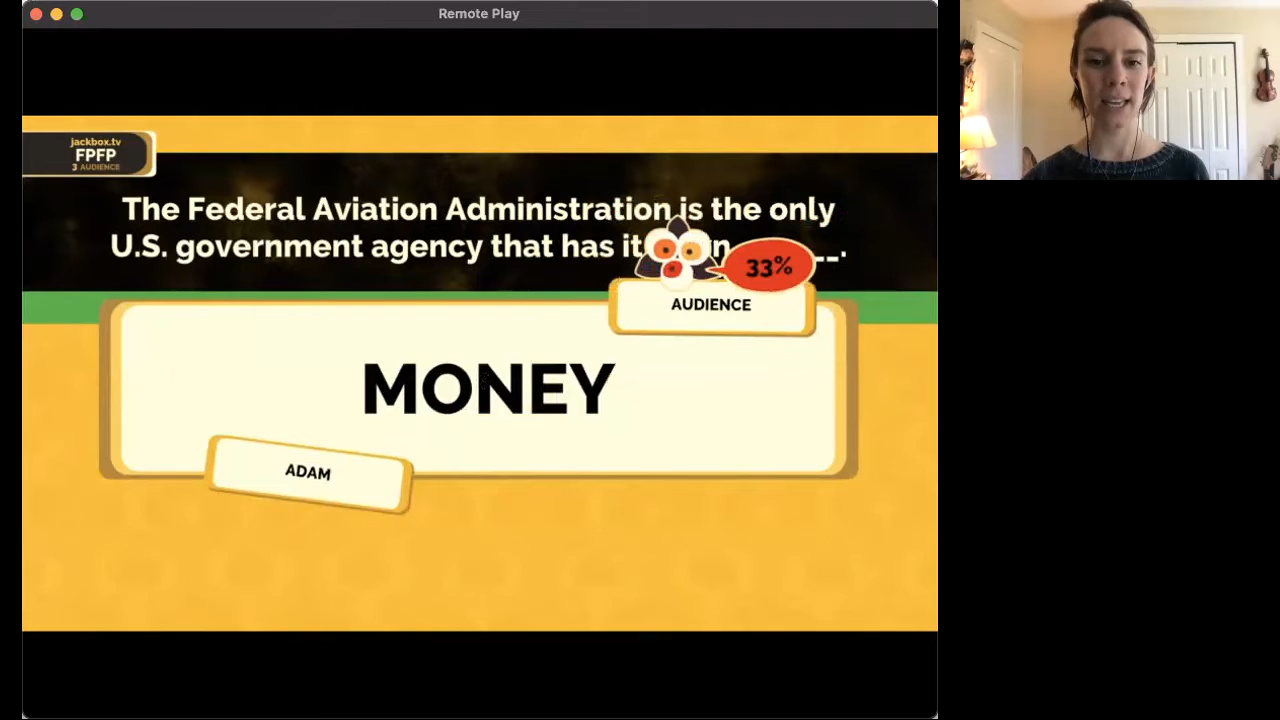 Remote Play
jackbox.tv
FPFP
3 AUDIENCE
The Federal Aviation Administration is the only
U.S. government agency that has
33%
AUDIENCE
MONEY
ADAM